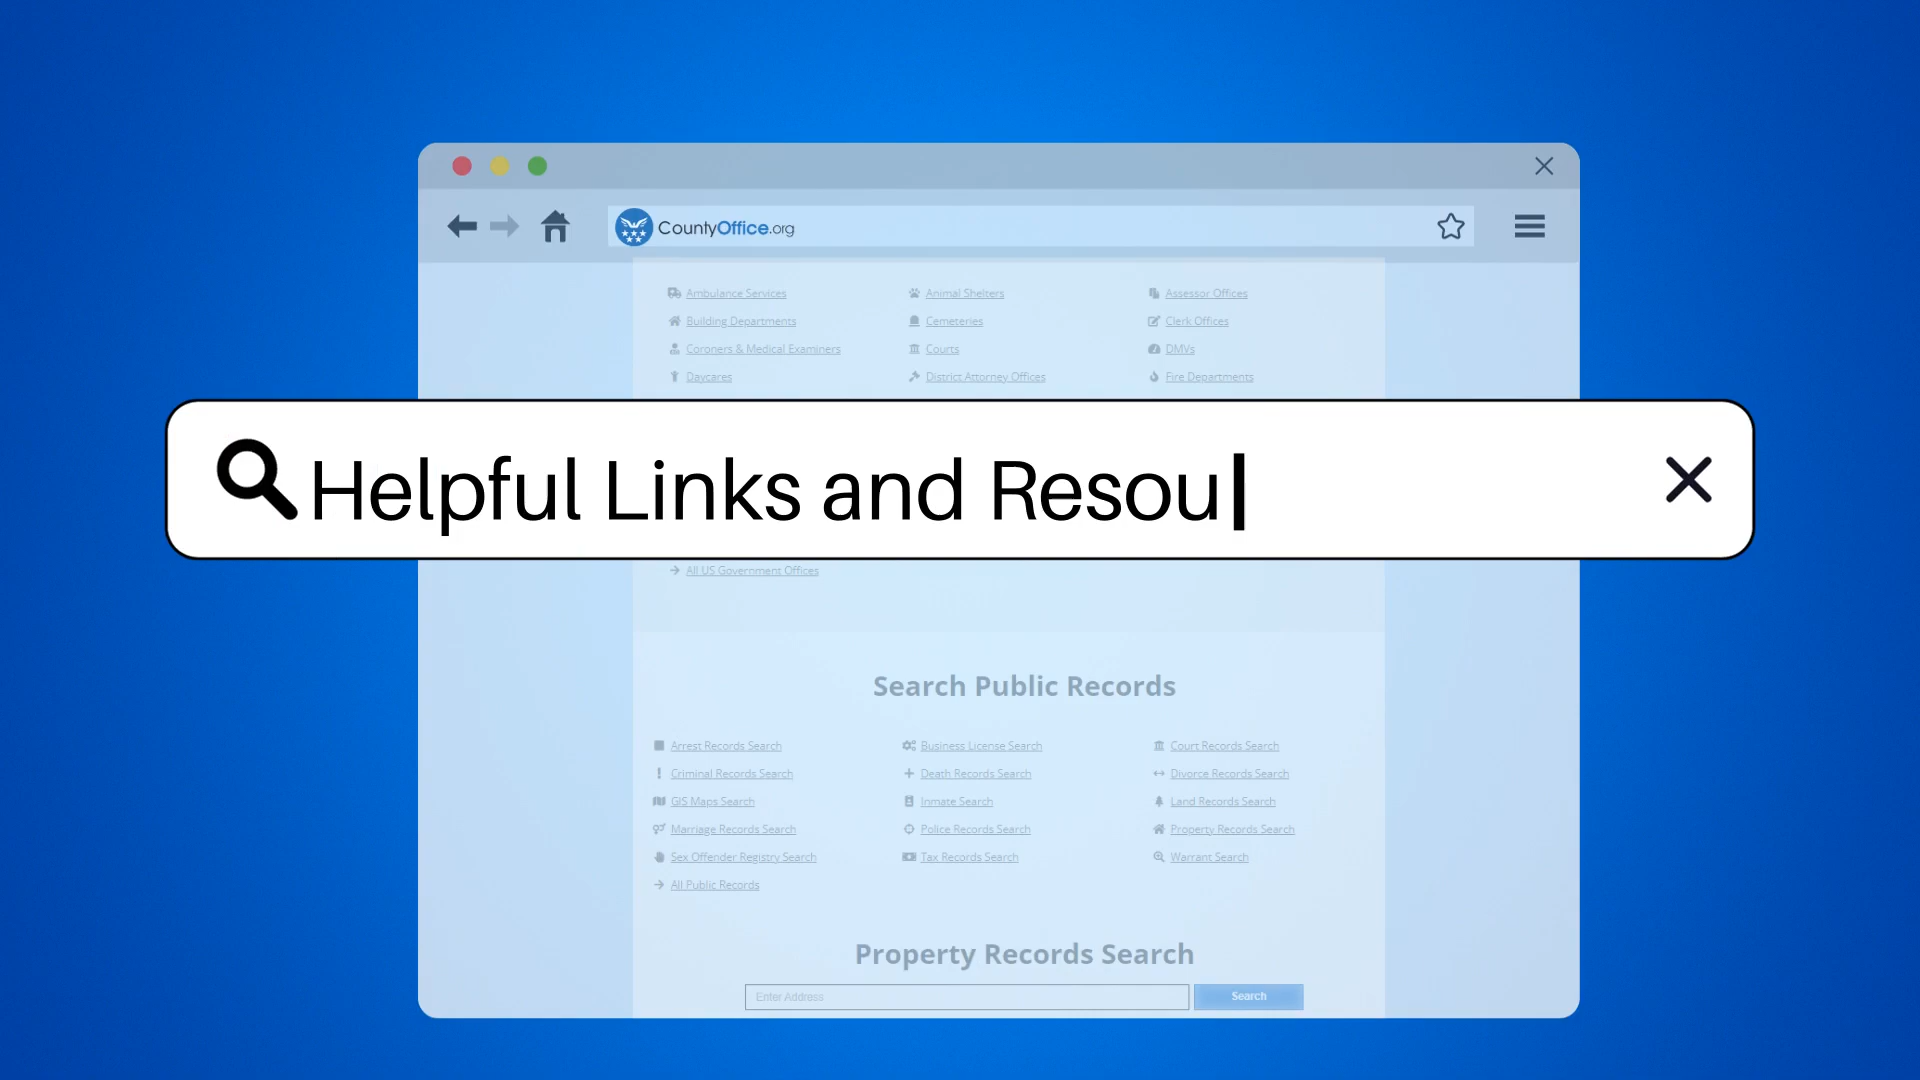 CountyOffice.org
Ambulance Services Animal Shelters Assessor Offices
Building Departments Cemeteries Clerk Offices
Coroners & Medical Examiners Courts DMVs
Daycares District Attorney Offices Fire Departments
Helpful Links and Resou
All US Government Offices
Search Public Records
Arrest Records Search Business License Search Court Records Search
Criminal Records Search Death Records Search Divorce Records Search
GIS Maps Search Inmate Search Land Records Search
Marriage Records Search Police Records Search Property Records Search
Sex Offender Registry Search Tax Records Search Warrant Search
All Public Records
Property Records Search
Enter Address Search